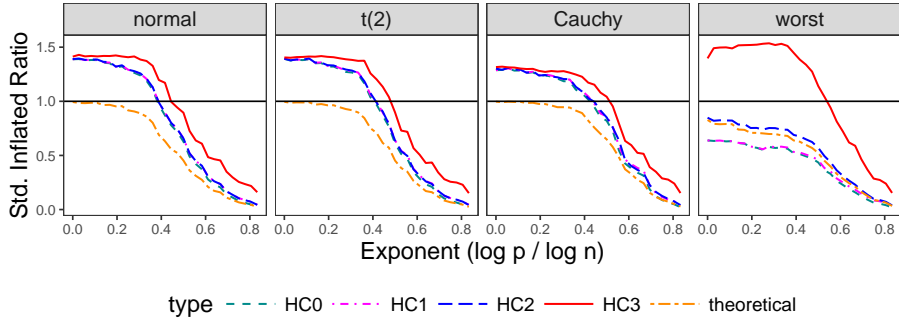 normal t(2) Cauchy worst
Std. Inflated Ratio
1.5
1.0
0.5
0.0
0.0 0.2 0.4 0.6 0.8 0.0 0.2 0.4 0.6 0.8 0.0 0.2 0.4 0.6 0.8 0.0 0.2 0.4 0.6 0.8
Exponent (log p / log n)
type HC0 HC1 HC2 HC3 theoretical